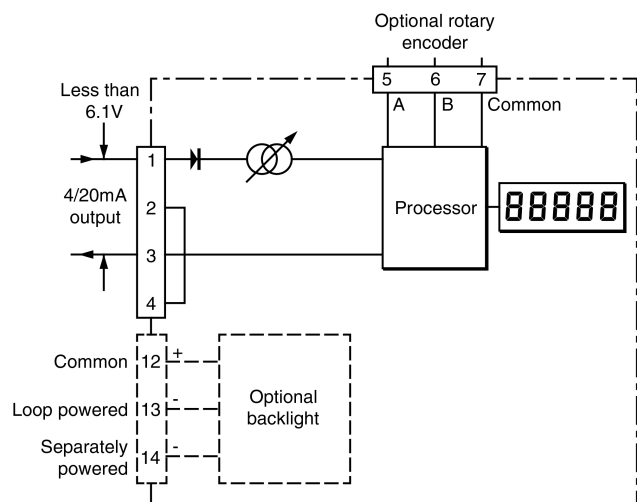 Optional rotary
encoder
5 6 7
A B Common
Less than
6.1V
1
4/20mA
output
2
3
4
Processor
88888
Common 12 +
Loop powered 13 -
Separately
powered 14 -
Optional
backlight